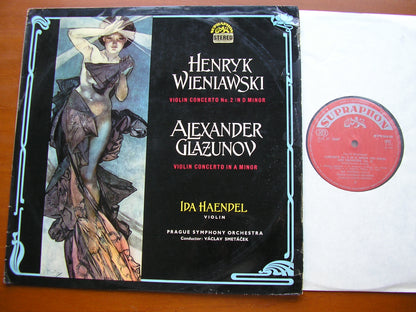 STEREO
HENRYK
WIENIAWSKI
VIOLIN CONCERTO No. 2 IN D MINOR
ALEXANDER
GLAZUNOV
VIOLIN CONCERTO IN A MINOR
IDA HAENDEL
VIOLIN
PRAGUE SYMPHONY ORCHESTRA
Conductor: VÁCLAV SMETÁČEK
SUPRAPHON